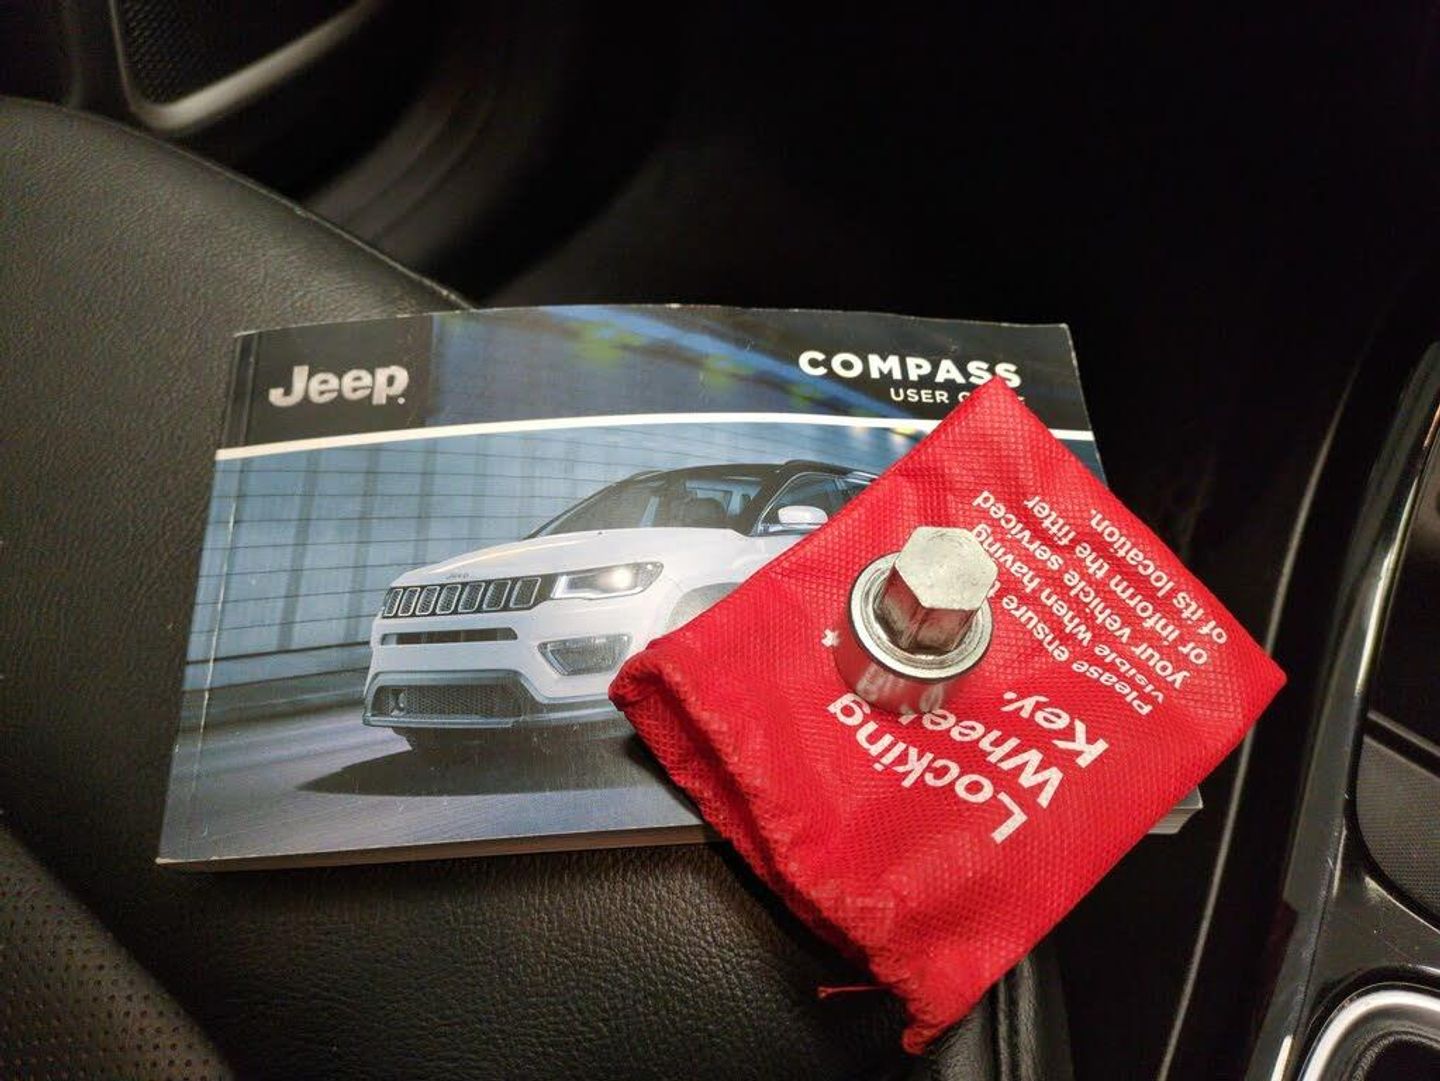 Jeep
COMPASS
USER
Locking
Wheel
Key.
Please ensure
visible when having
your vehicle serviced
or inform the fitter
of its location.